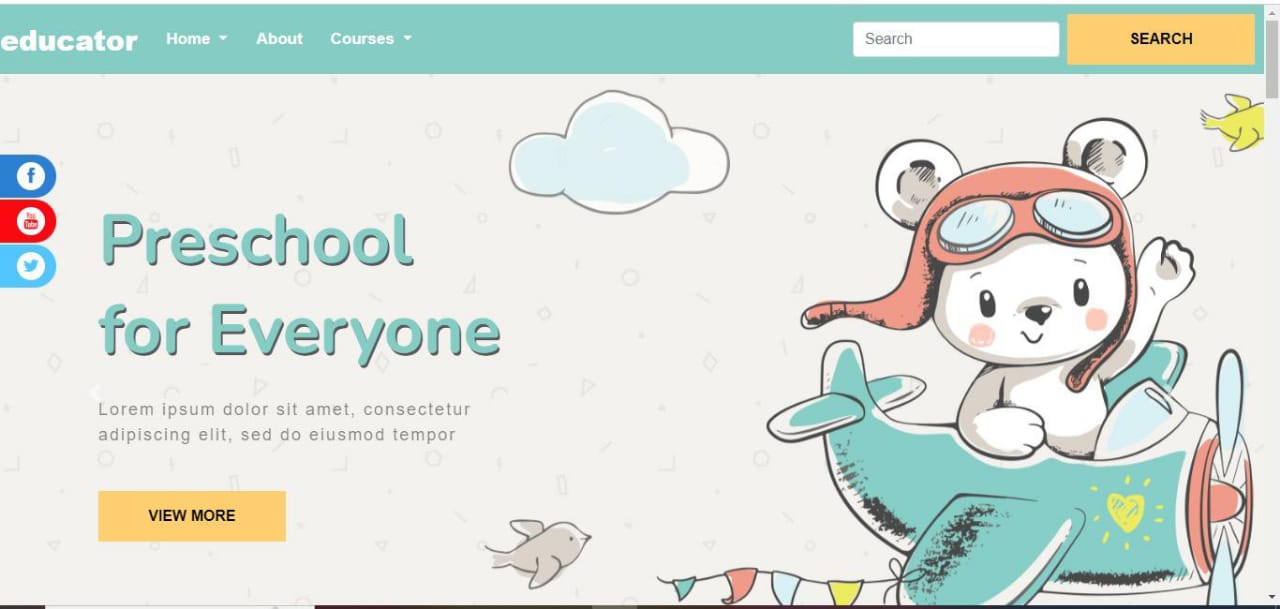 educator
Home
About
Courses
Search
SEARCH
f
You
Tube
Preschool
for Everyone
Lorem ipsum dolor sit amet, consectetur
adipiscing elit, sed do eiusmod tempor
VIEW MORE